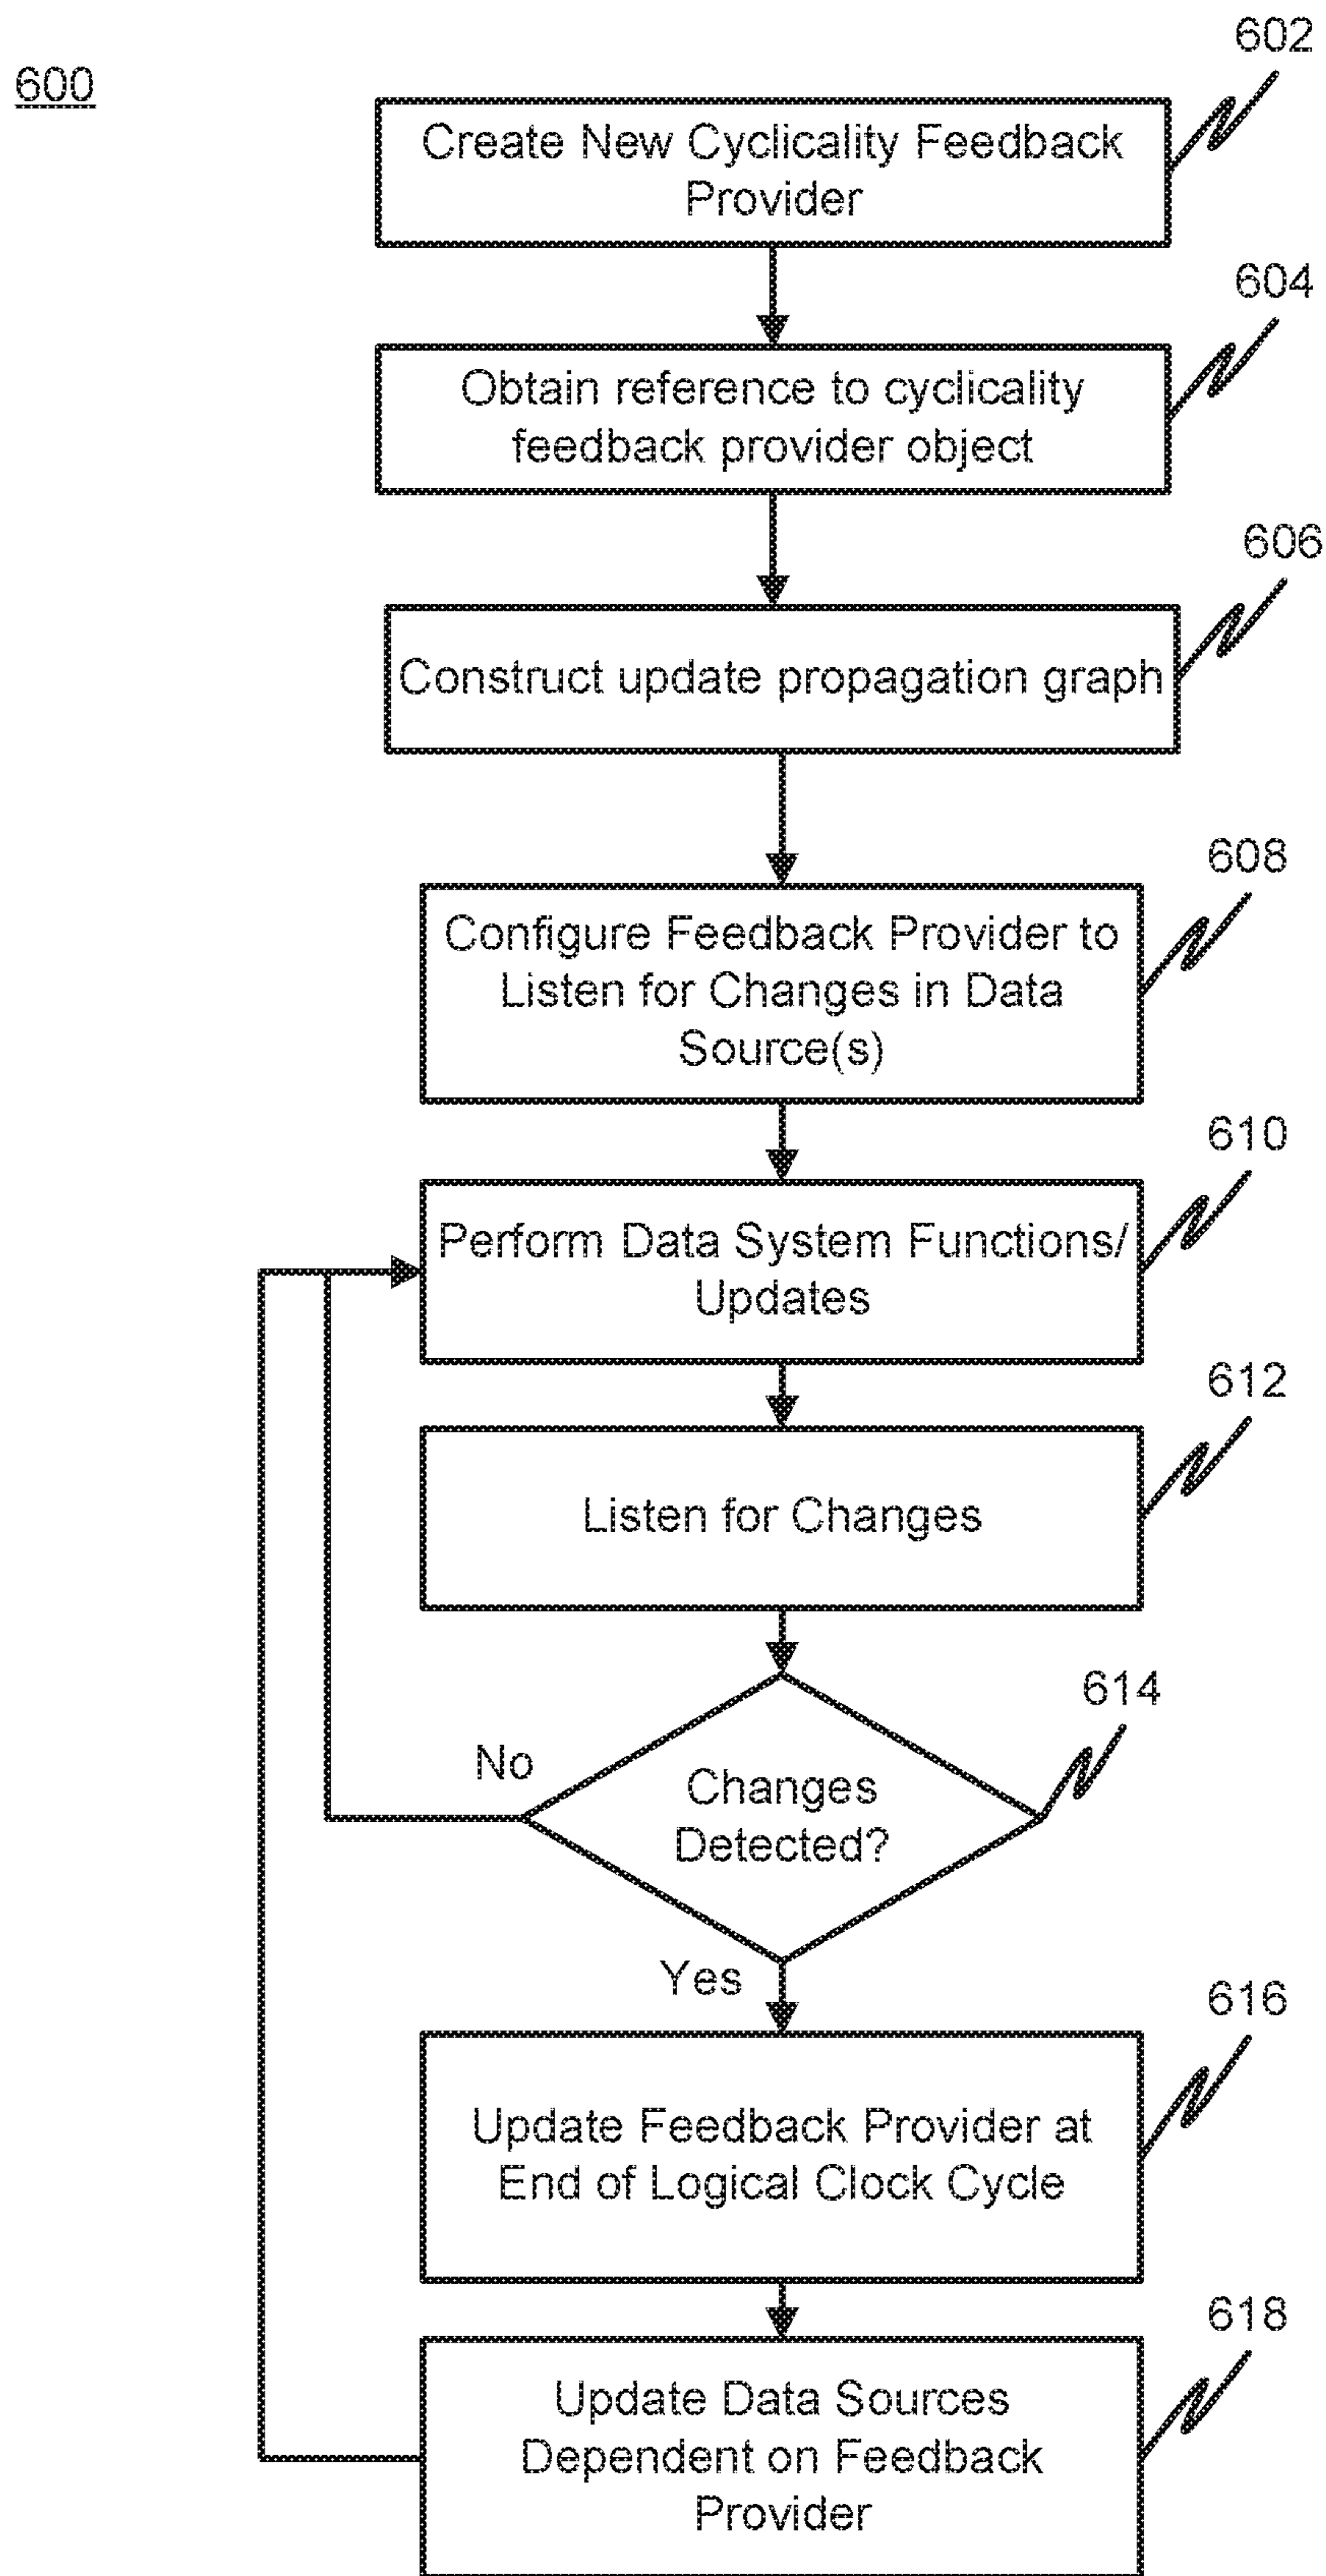 600
602
Create New Cyclicality Feedback
Provider
604
Obtain reference to cyclicality
feedback provider object
606
Construct update propagation graph
608
Configure Feedback Provider to
Listen for Changes in Data
Source(s)
610
Perform Data System Functions/
Updates
612
Listen for Changes
614
No
Changes
Detected?
Yes
616
Update Feedback Provider at
End of Logical Clock Cycle
618
Update Data Sources
Dependent on Feedback
Provider